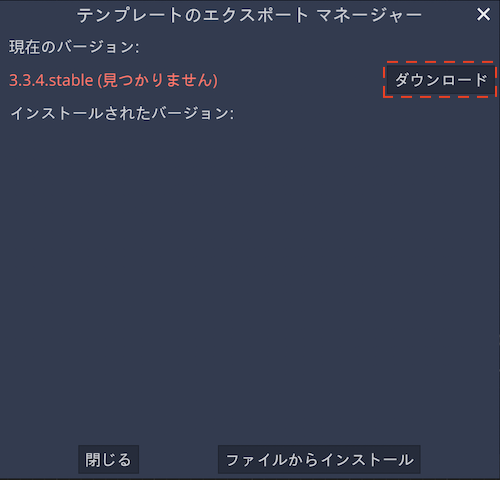 テンプレートのエクスポート マネージャー
現在のバージョン:
3.3.4.stable (見つかりません)
ダウンロード
インストールされたバージョン:
閉じる
ファイルからインストール